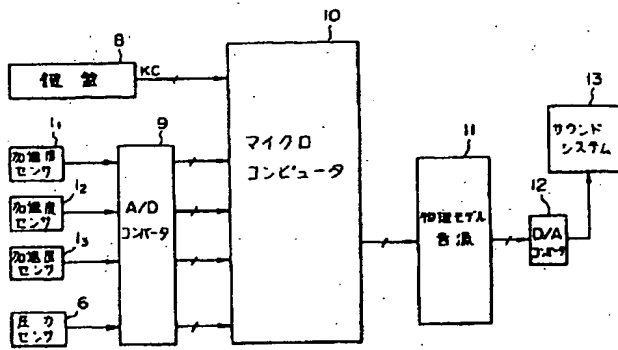 10
8
鍵盤
KC
13
サウンド
システム
1₁
加速度
センサ
9
11
マイクロ
コンピュータ
1₂
加速度
センサ
A/D
コンバータ
物理モデル
音源
12
D/A
コンバータ
1₃
加速度
センサ
6
圧力
センサ